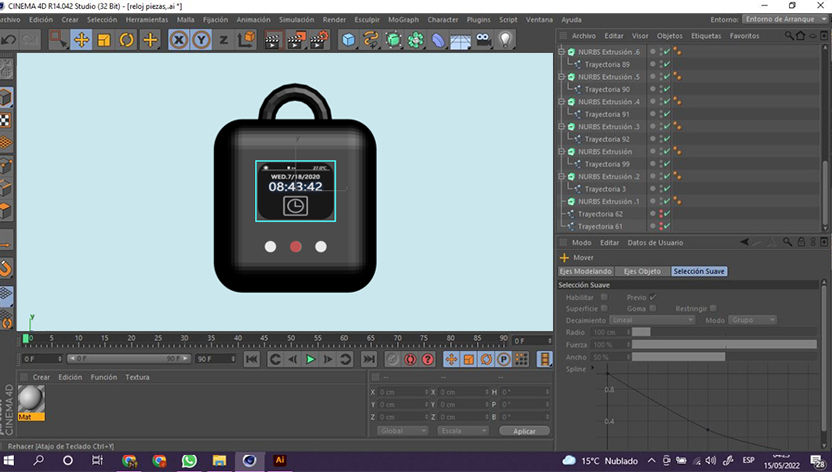 CINEMA 4D R14.042 Studio (32 Bit) - [reloj piezas,.ai *]
Archivo Edición Crear Selección Herramientas Malla Fijación Animación Simulación Render Esculpir MoGraph Character Plugins Script Ventana Ayuda Entorno: Entorno de Arranque
Archivo Editar Visor Objetos Etiquetas Favoritos
NURBS Extrusión .6
Trayectoria 89
NURBS Extrusión .5
Trayectoria 90
NURBS Extrusión .4
Trayectoria 91
NURBS Extrusión .3
Trayectoria 92
NURBS Extrusión
Trayectoria 99
NURBS Extrusión .2
Trayectoria 3
NURBS Extrusión .1
Trayectoria 62
Trayectoria 61
WED.7/18/2020
08:43:42
Y
Modo Editar Datos de Usuario
Mover
Ejes Modelando Ejes Objeto Selección Suave
Selección Suave
Habilitar Previo
Superficie Goma Restringir
Decaimiento Lineal Modo Grupo
Radio 100 cm
Fuerza 100 %
Ancho 50 %
Spline
0.8
0.4
0 5 10 15 20 25 30 35 40 45 50 55 60 65 70 75 80 85 90 0 F
0 F 0 F 90 F 90 F
Crear Edición Función Textura
Mat
X 0 cm X 0 cm H 0 °
Y 0 cm Y 0 cm P 0 °
Z 0 cm Z 0 cm B 0 °
Global Escala Aplicar
CINEMA 4D
Rehacer [Atajo de Teclado Ctrl+Y]
15°C Nublado ESP
15/05/2022
28